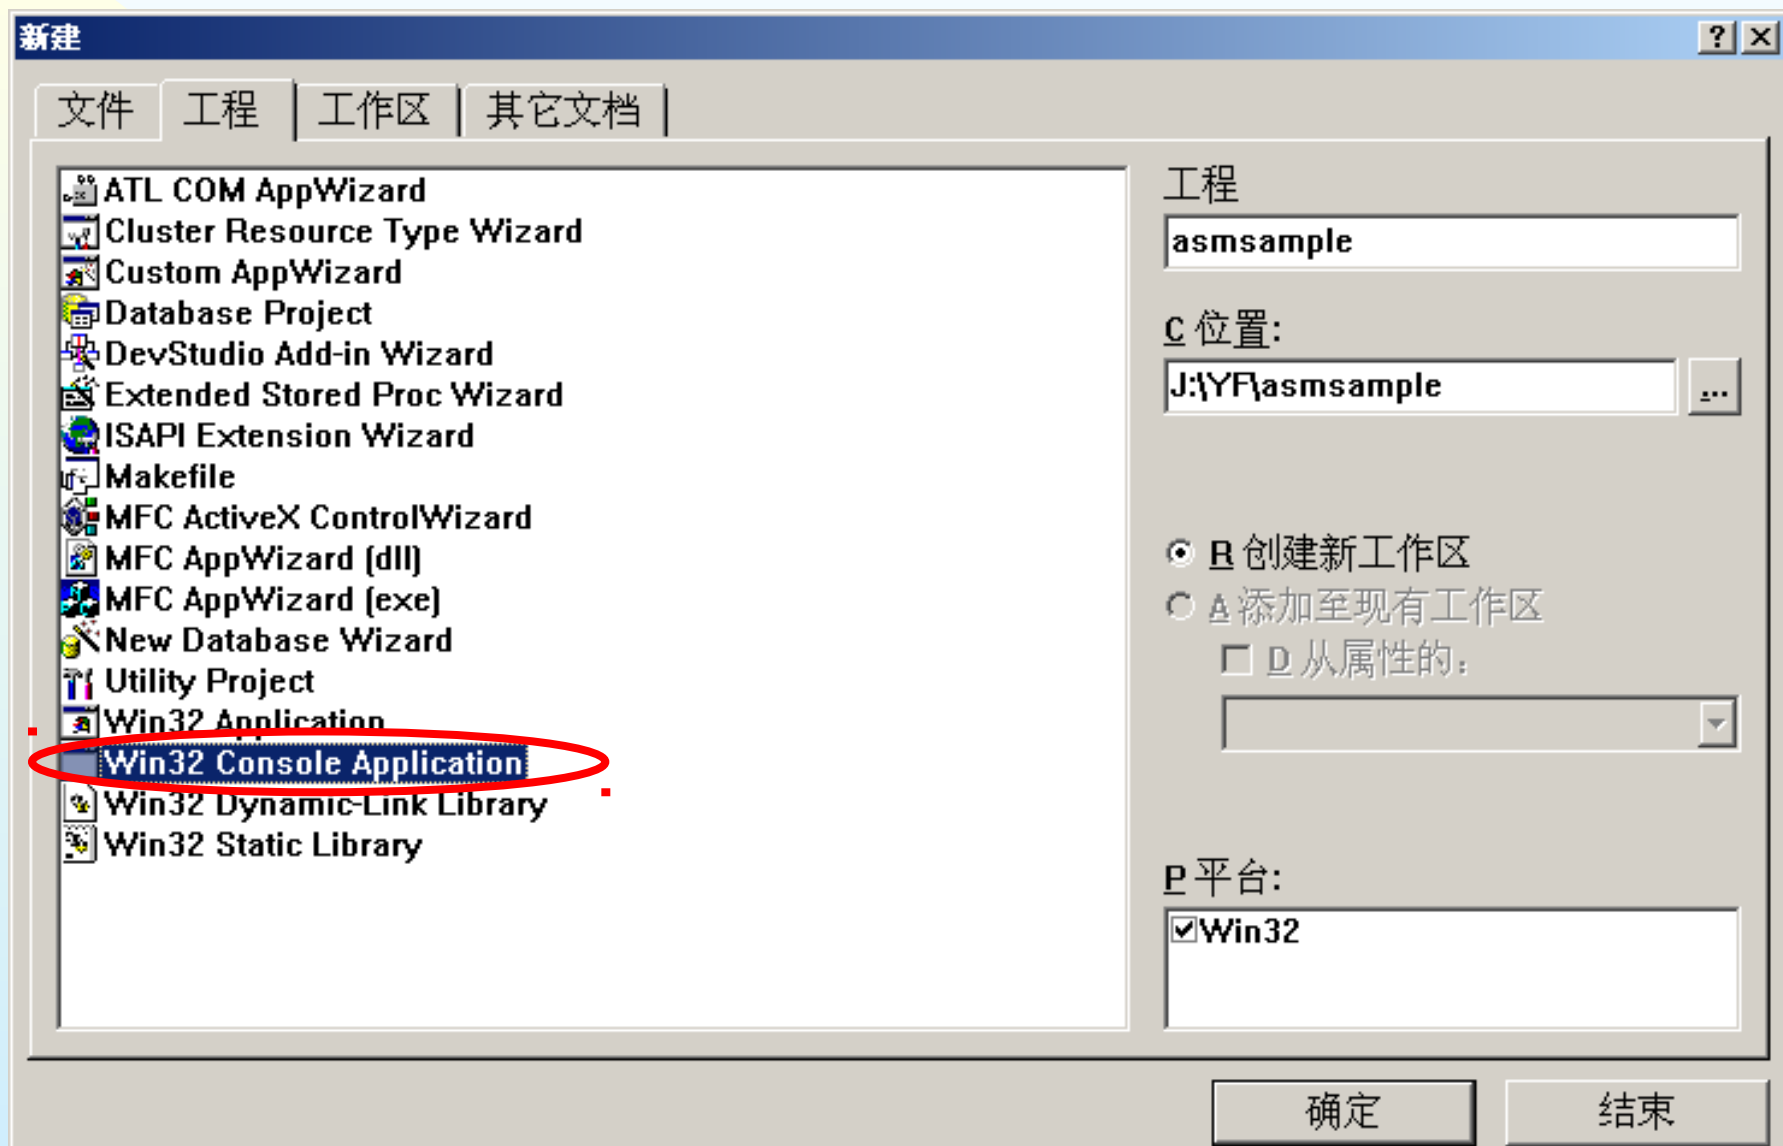 新建
文件 工程 工作区 其它文档
ATL COM AppWizard
Cluster Resource Type Wizard
Custom AppWizard
Database Project
DevStudio Add-in Wizard
Extended Stored Proc Wizard
ISAPI Extension Wizard
Makefile
MFC ActiveX ControlWizard
MFC AppWizard (dll)
MFC AppWizard (exe)
New Database Wizard
Utility Project
Win32 Application
Win32 Console Application
Win32 Dynamic-Link Library
Win32 Static Library
工程
asmsample
C 位置:
J:\YF\asmsample
...
R 创建新工作区
A 添加至现有工作区
D 从属性的:
P 平台:
Win32
确定 结束